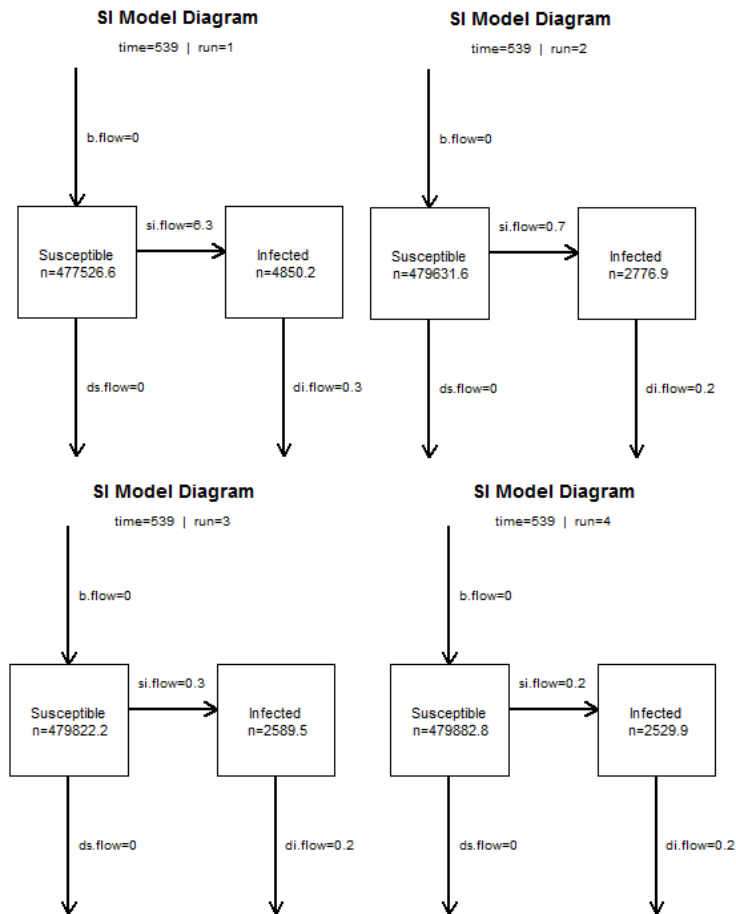 SI Model Diagram
time=539 | run=1
b.flow=0
si.flow=6.3
Susceptible
n=477526.6
Infected
n=4850.2
ds.flow=0
di.flow=0.3
SI Model Diagram
time=539 | run=2
b.flow=0
si.flow=0.7
Susceptible
n=479631.6
Infected
n=2776.9
ds.flow=0
di.flow=0.2
SI Model Diagram
time=539 | run=3
b.flow=0
si.flow=0.3
Susceptible
n=479822.2
Infected
n=2589.5
ds.flow=0
di.flow=0.2
SI Model Diagram
time=539 | run=4
b.flow=0
si.flow=0.2
Susceptible
n=479882.8
Infected
n=2529.9
ds.flow=0
di.flow=0.2